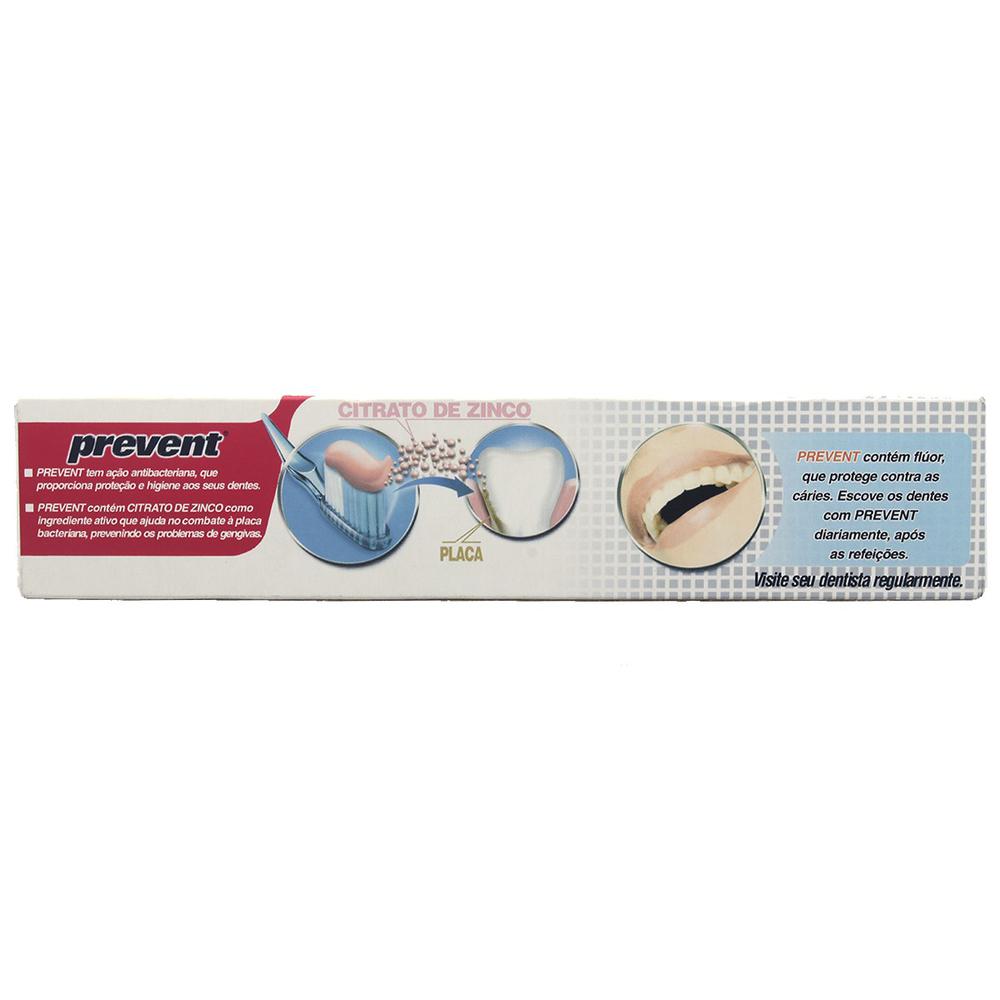 prevent®
PREVENT tem ação antibacteriana, que
proporciona proteção e higiene aos seus dentes.
PREVENT contém CITRATO DE ZINCO como
ingrediente ativo que ajuda no combate à placa
bacteriana, prevenindo os problemas de gengivas.
CITRATO DE ZINCO
PLACA
PREVENT contém flúor,
que protege contra as
cáries. Escove os dentes
com PREVENT
diariamente, após
as refeições.
Visite seu dentista regularmente.